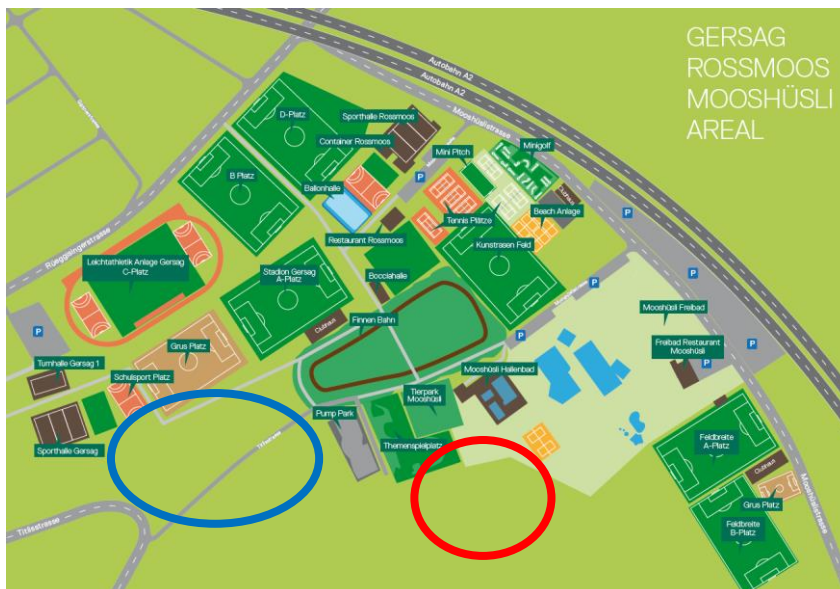 GERSAG
ROSSMOOS
MOOSHÜSLI
AREAL
Autobahn A2
Autobahn A2
Mooshüslistrasse
Sporthalle Rossmoos
D-Platz
Container Rossmoos
Minigolf
Mini Pitch
B Platz
Ballonhalle
Clubhaus
Tennis Plätze
Beach Anlage
Restaurant Rossmoos
Kunstrasen Feld
Rüeggisingerstrasse
Leichtathletik Anlage Gersag
C-Platz
Stadion Gersag
A-Platz
Bocciahalle
P
P
P
P
P
P
P
Mooshüsli Freibad
Finnen Bahn
Clubhaus
Grus Platz
Freibad Restaurant
Mooshüsli
Turnhalle Gersag 1
Mooshüsli Hallenbad
Schulsport Platz
Tierpark
Mooshüsli
Pump Park
Themenspielplatz
Sporthalle Gersag
Feldbreite
A-Platz
Clubhaus
Mooshüslistrasse
Grus Platz
Feldbreite
B-Platz
Titlisstrasse